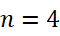 n = 4